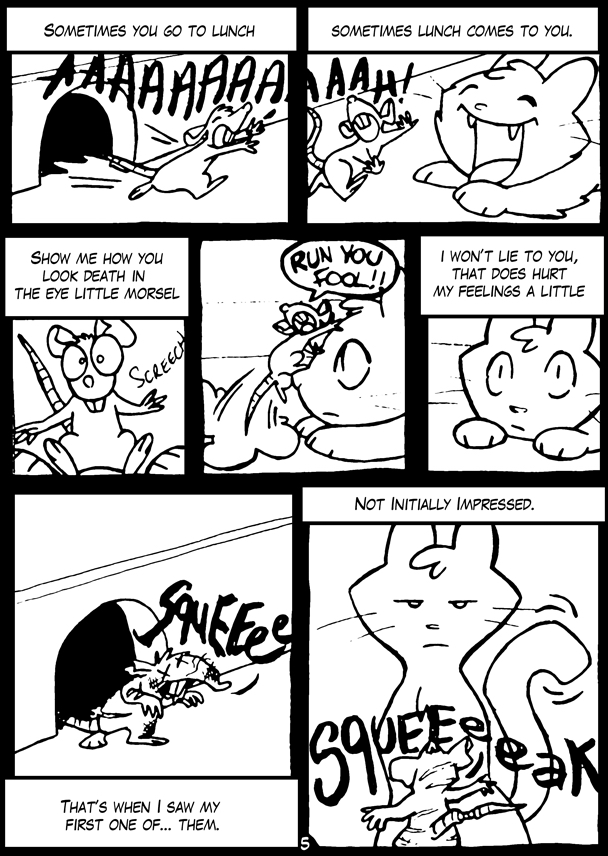 SOMETIMES YOU GO TO LUNCH
SOMETIMES LUNCH COMES TO YOU.
AAAAAAAAAAAAH!
SHOW ME HOW YOU
LOOK DEATH IN
THE EYE LITTLE MORSEL
SCREECH
RUN YOU
FOOL!!
I WON'T LIE TO YOU,
THAT DOES HURT
MY FEELINGS A LITTLE
SQUEEEee
THAT'S WHEN I SAW MY
FIRST ONE OF... THEM.
NOT INITIALLY IMPRESSED.
SQUEEeeeaK
5